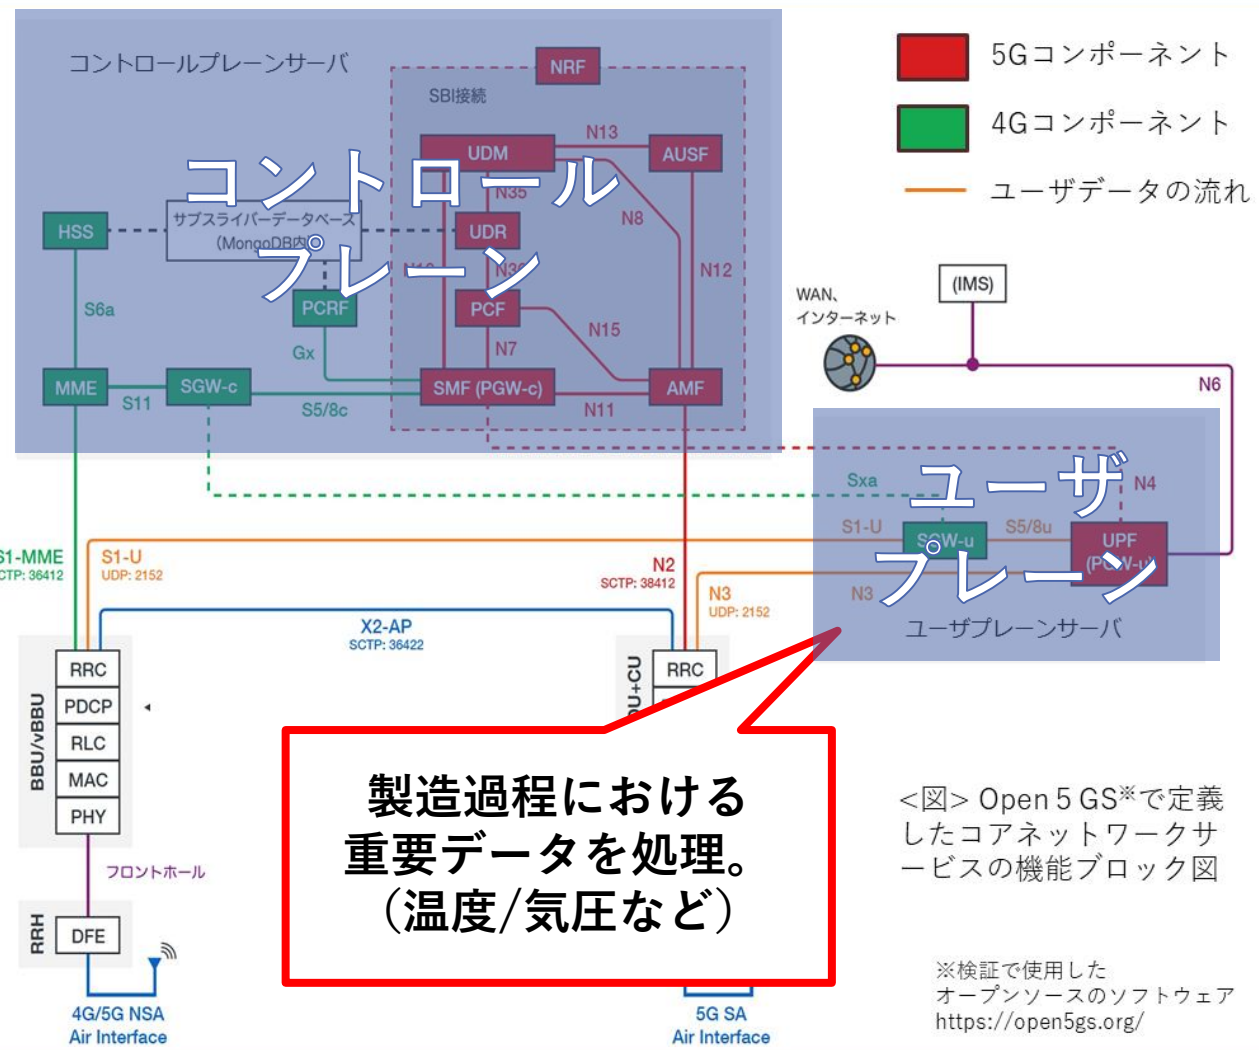 コントロールプレーンサーバ
NRF
SBI接続
N13
UDM
AUSF
コントロール
プレーン
N35
N8
サブスライバーデータベース
（MongoDB内）
HSS
UDR
N12
S6a
PCRF
PCF
N15
Gx
N7
MME
SGW-c
SMF (PGW-c)
AMF
S11
S5/8c
N11
5Gコンポーネント
4Gコンポーネント
ユーザデータの流れ
(IMS)
WAN、
インターネット
N6
ユーザ
プレーン
Sxa
N4
S1-U
SGW-u
S5/8u
UPF
(PGW-u)
N3
ユーザプレーンサーバ
S1-MME
CTP: 36412
S1-U
UDP: 2152
N2
SCTP: 38412
N3
UDP: 2152
X2-AP
SCTP: 36422
BBU/vBBU
RRC
PDCP
RLC
MAC
PHY
DU+CU
RRC
フロントホール
RRH
DFE
4G/5G NSA
Air Interface
5G SA
Air Interface
製造過程における
重要データを処理。
（温度/気圧など）
<図> Open 5 GS※で定義
したコアネットワークサ
ービスの機能ブロック図
※検証で使用した
オープンソースのソフトウェア
https://open5gs.org/